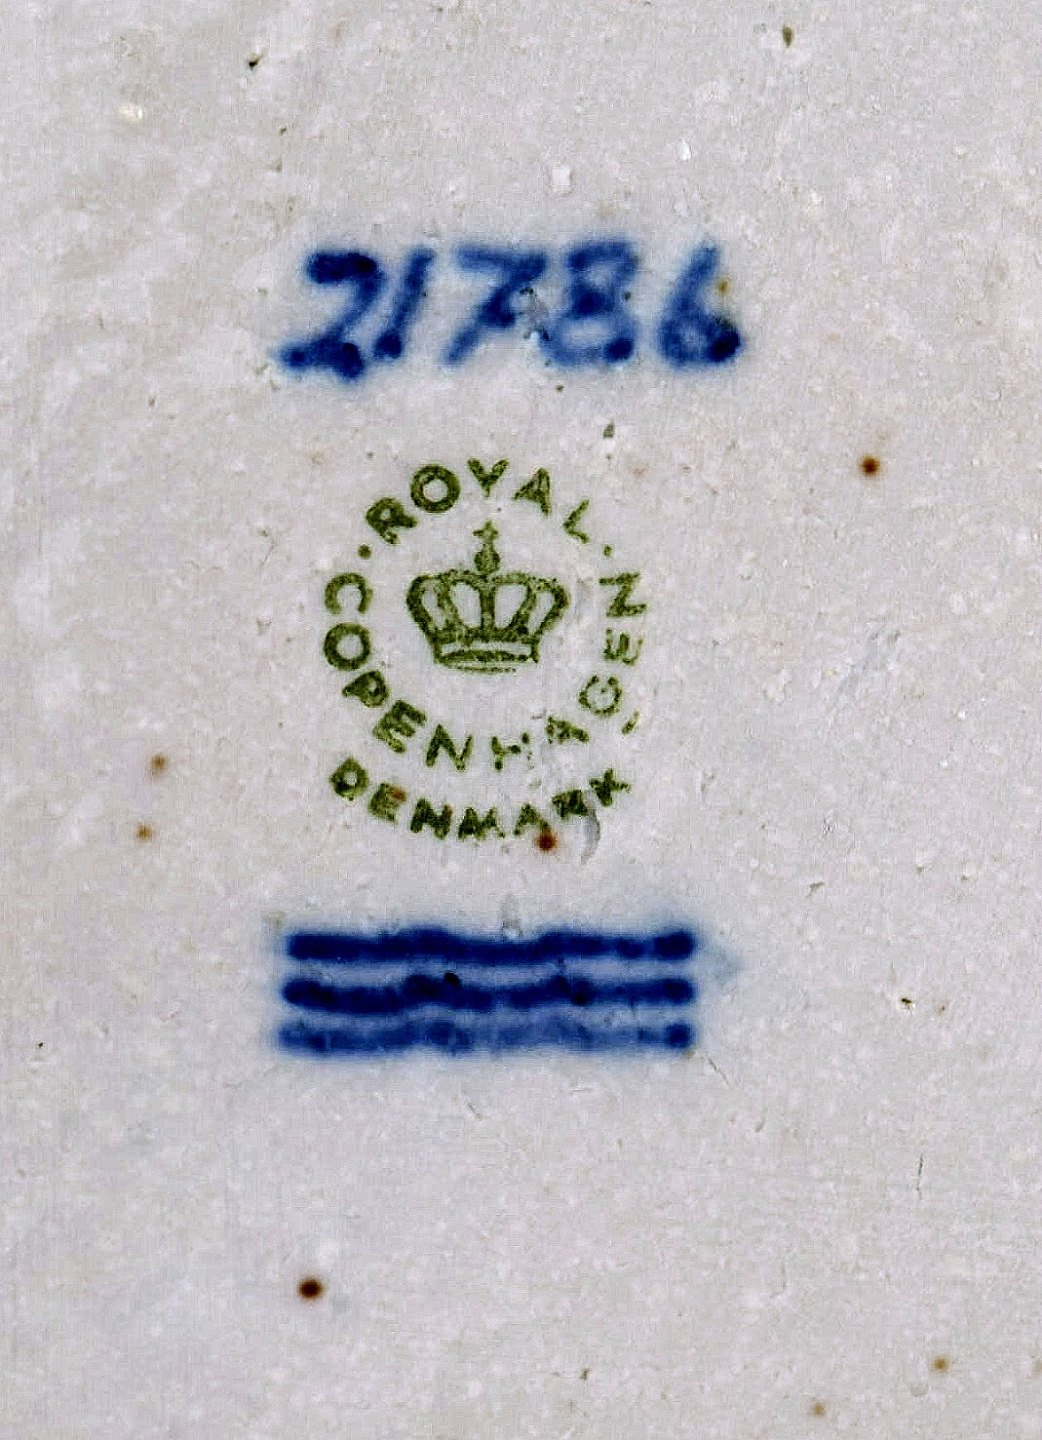 21786
· ROYAL ·
COPENHAGEN
DENMARK